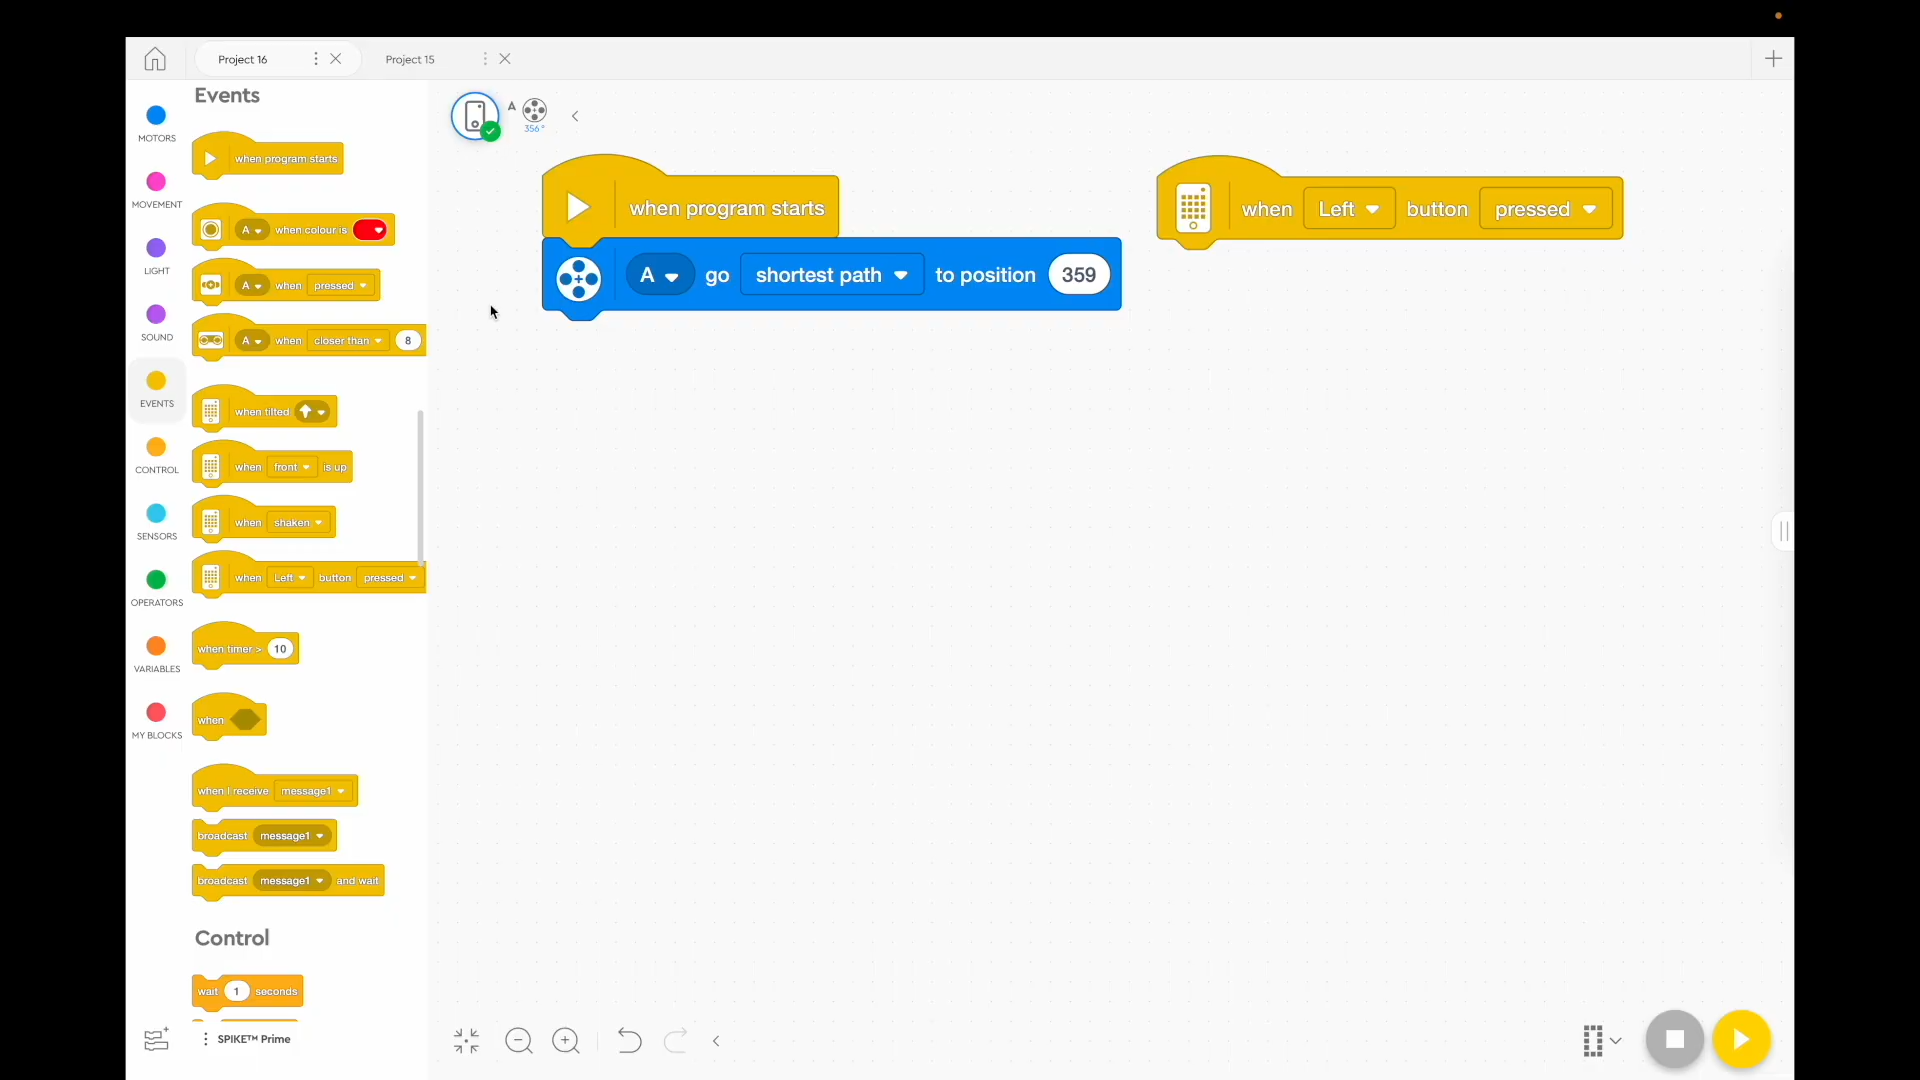 Project 16
Project 15
MOTORS
MOVEMENT
LIGHT
SOUND
EVENTS
CONTROL
SENSORS
OPERATORS
VARIABLES
MY BLOCKS
Events
when program starts
A when colour is
A when pressed
A when closer than 8
when tilted
when front is up
when shaken
when Left button pressed
when timer > 10
when
when I receive message1
broadcast message1
broadcast message1 and wait
Control
wait 1 seconds
SPIKE™ Prime
A
356°
when program starts
A go shortest path to position 359
when Left button pressed